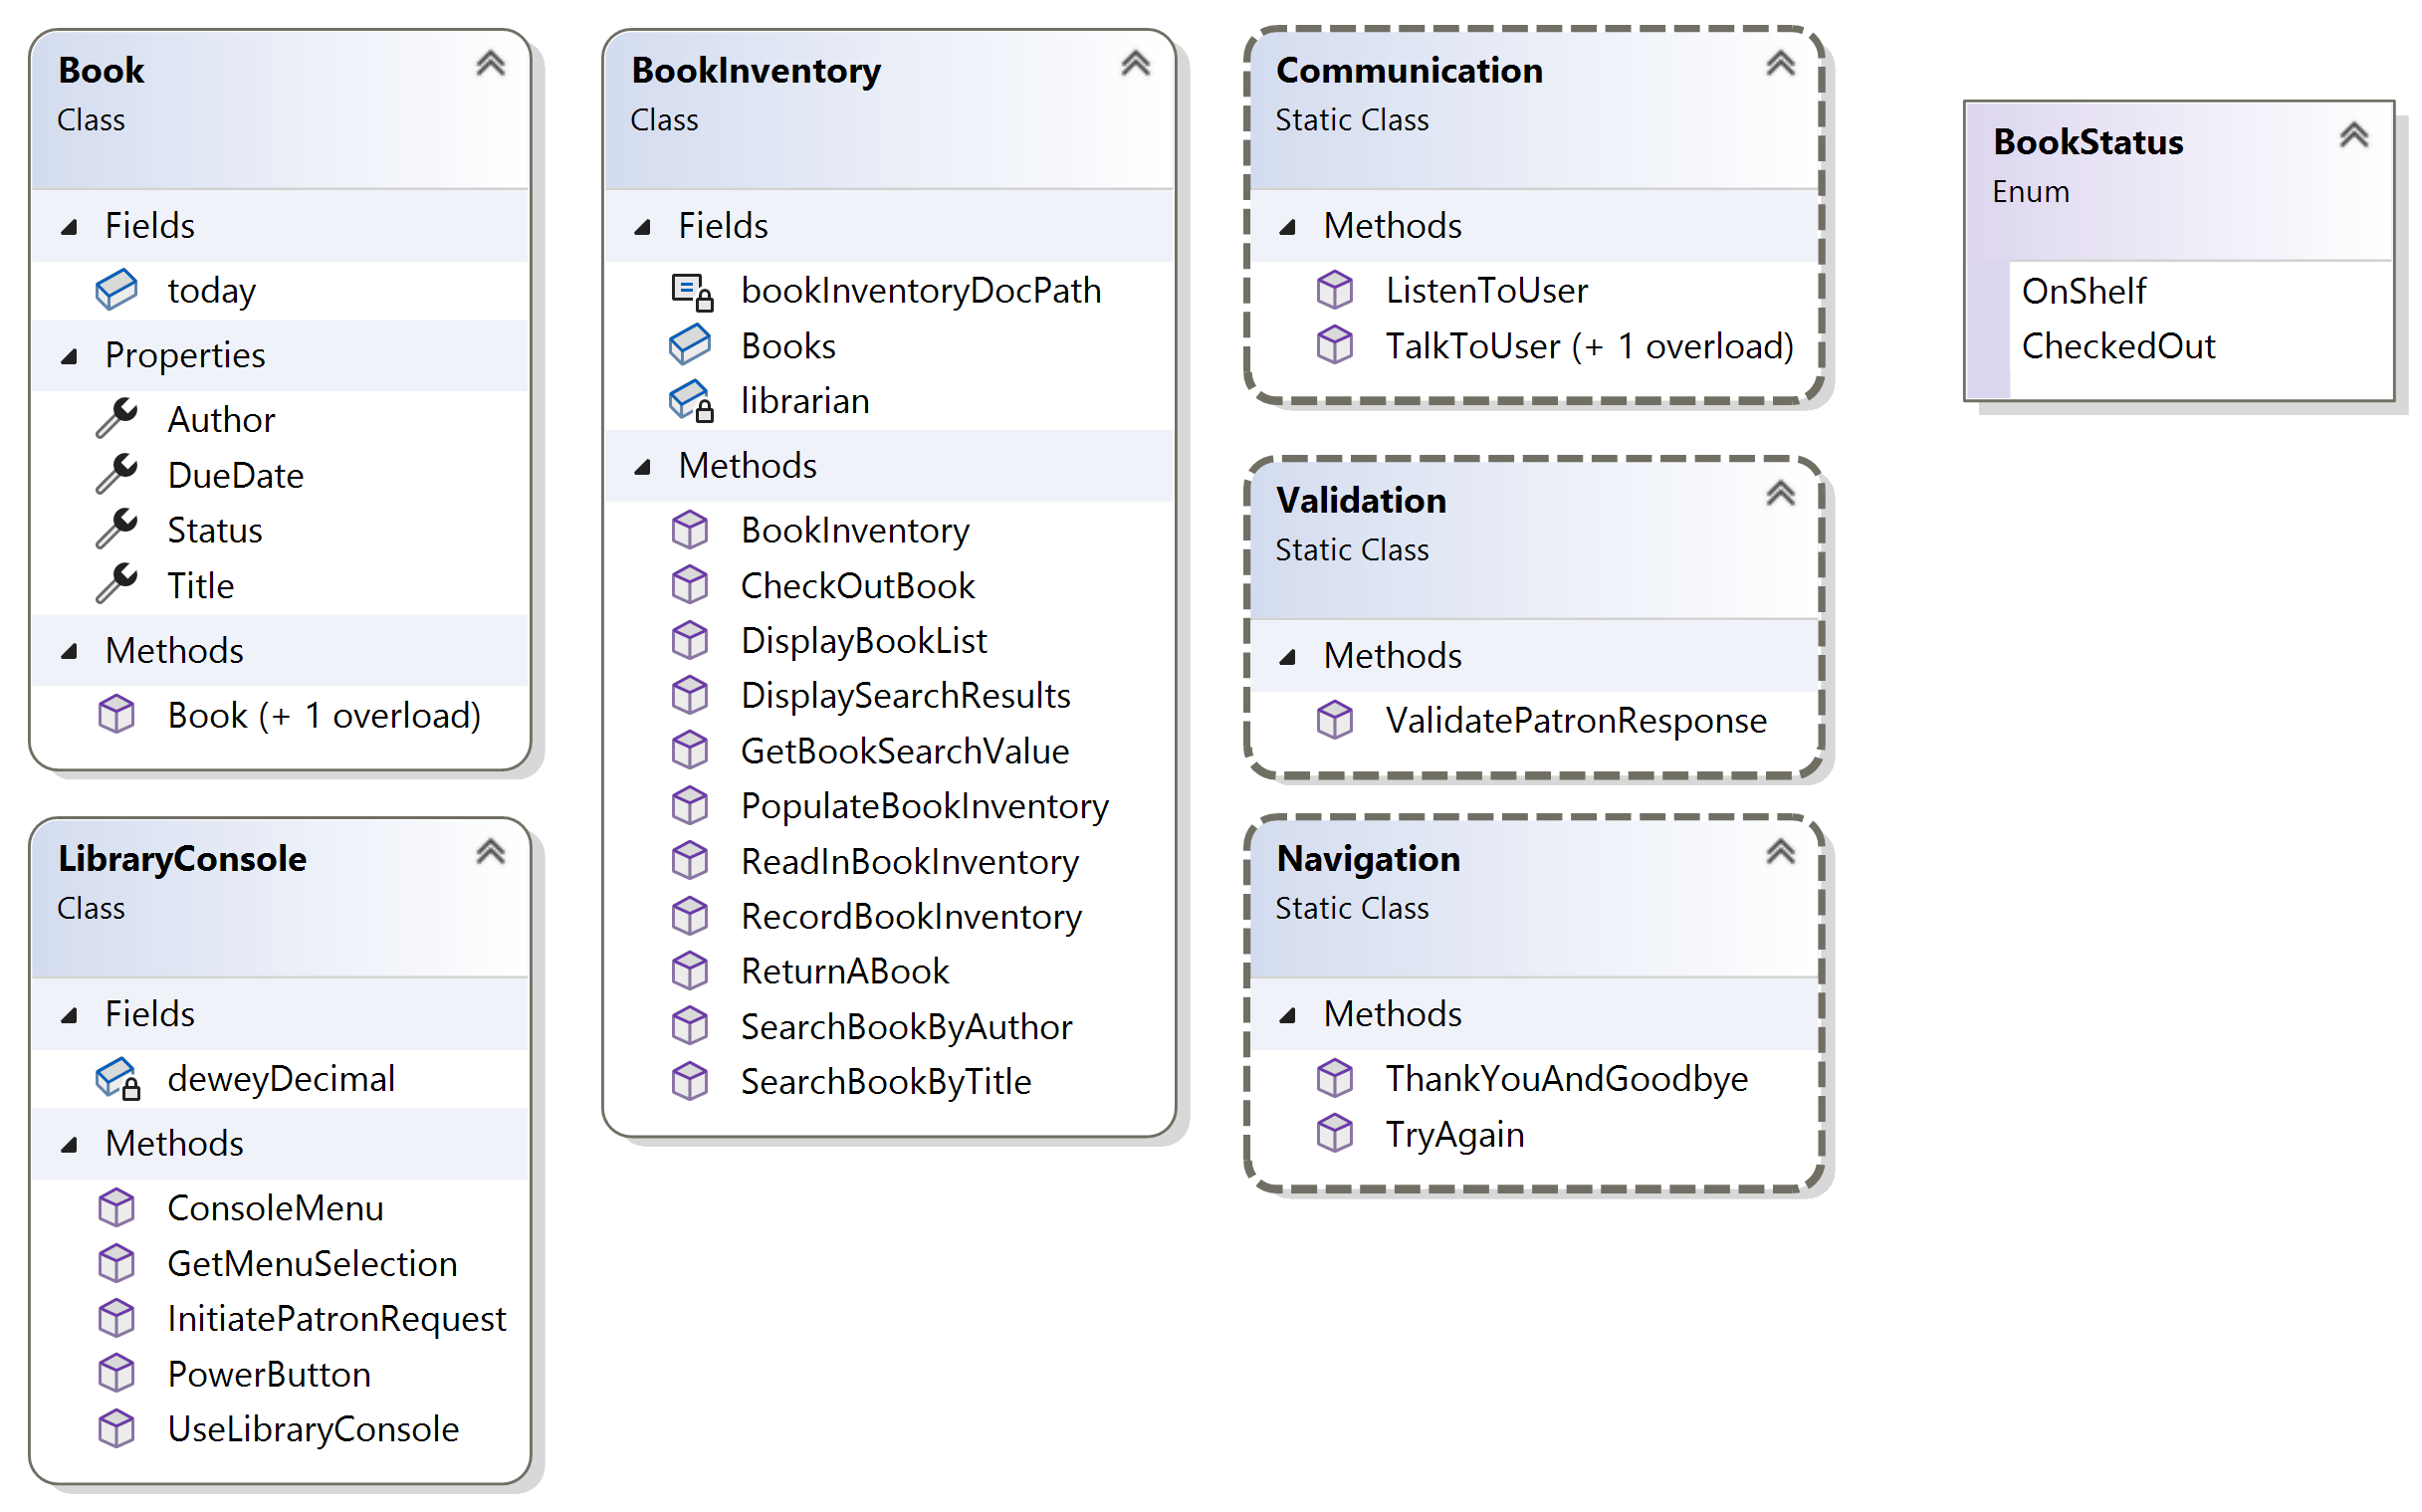 Book
Class
Fields
today
Properties
Author
DueDate
Status
Title
Methods
Book (+ 1 overload)
LibraryConsole
Class
Fields
deweyDecimal
Methods
ConsoleMenu
GetMenuSelection
InitiatePatronRequest
PowerButton
UseLibraryConsole
BookInventory
Class
Fields
bookInventoryDocPath
Books
librarian
Methods
BookInventory
CheckOutBook
DisplayBookList
DisplaySearchResults
GetBookSearchValue
PopulateBookInventory
ReadInBookInventory
RecordBookInventory
ReturnABook
SearchBookByAuthor
SearchBookByTitle
Communication
Static Class
Methods
ListenToUser
TalkToUser (+ 1 overload)
Validation
Static Class
Methods
ValidatePatronResponse
Navigation
Static Class
Methods
ThankYouAndGoodbye
TryAgain
BookStatus
Enum
OnShelf
CheckedOut